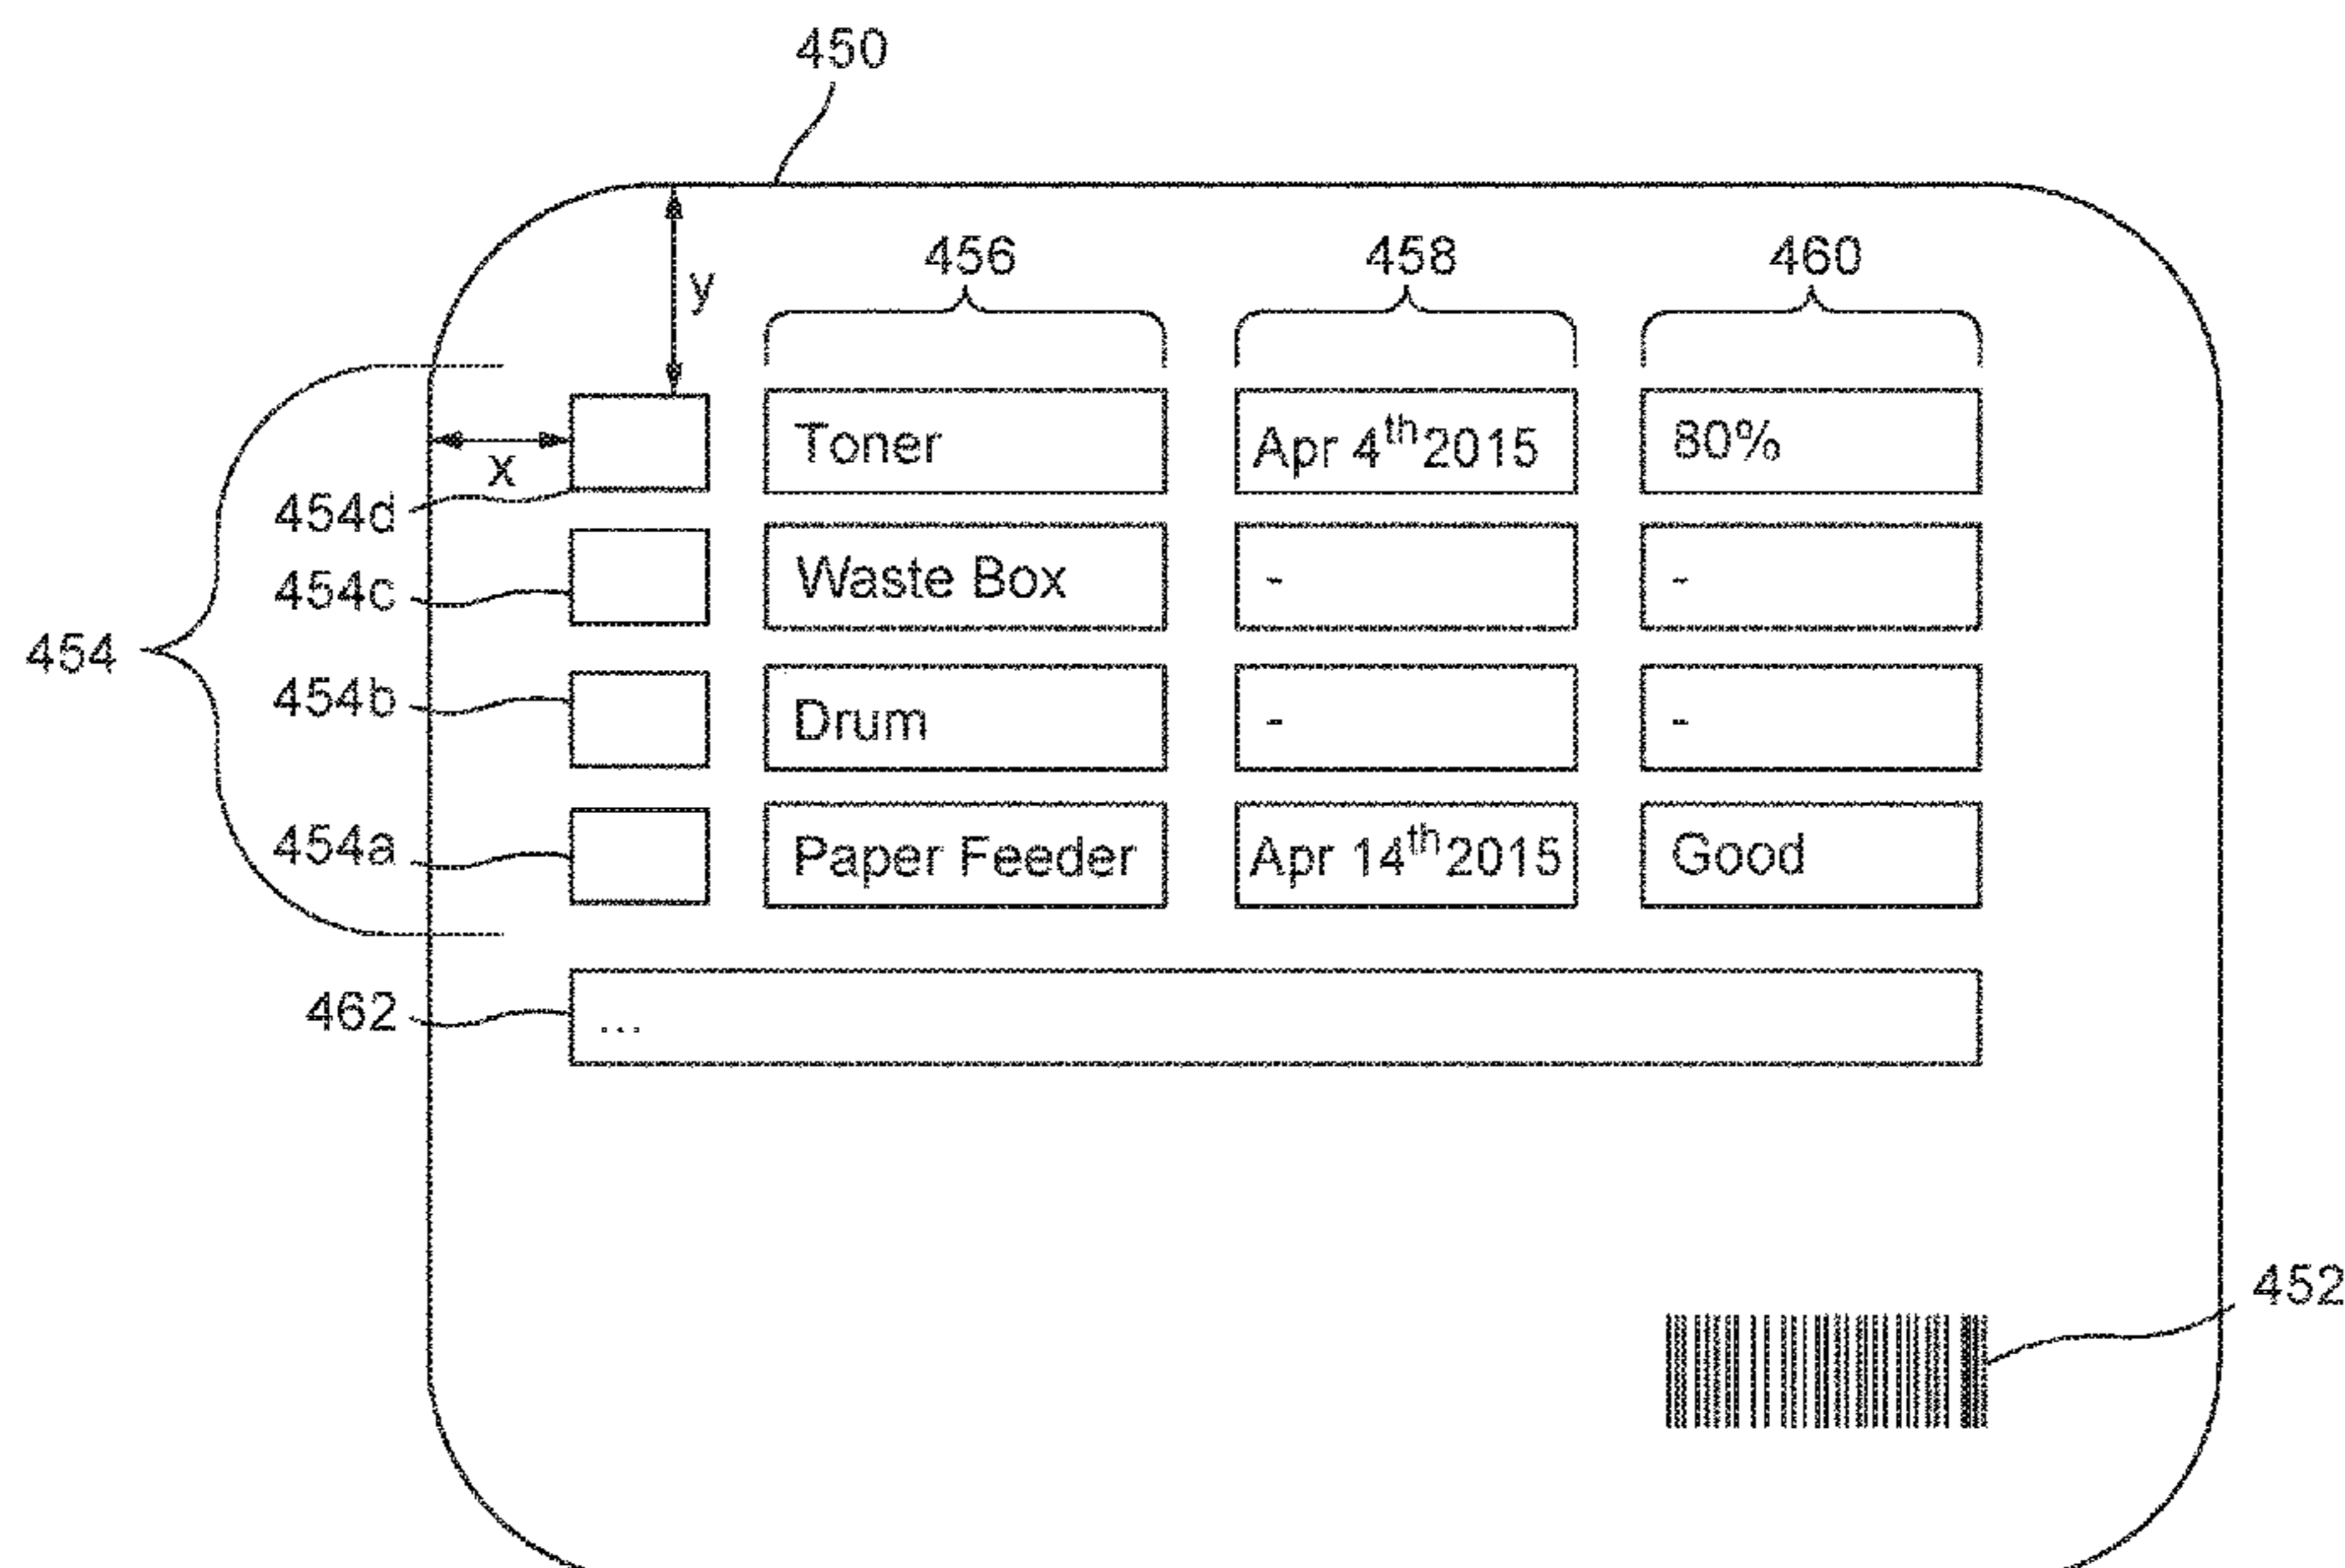 450
456 458 460
y
Toner Apr 4th 2015 80%
x
454d
Waste Box - -
454c
454
454b
Drum - -
454a
Paper Feeder Apr 14th 2015 Good
462
...
452